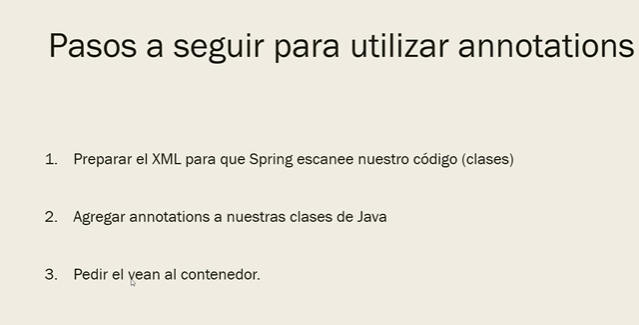 Pasos a seguir para utilizar annotations
1. Preparar el XML para que Spring escanee nuestro código (clases)
2. Agregar annotations a nuestras clases de Java
3. Pedir el vean al contenedor.